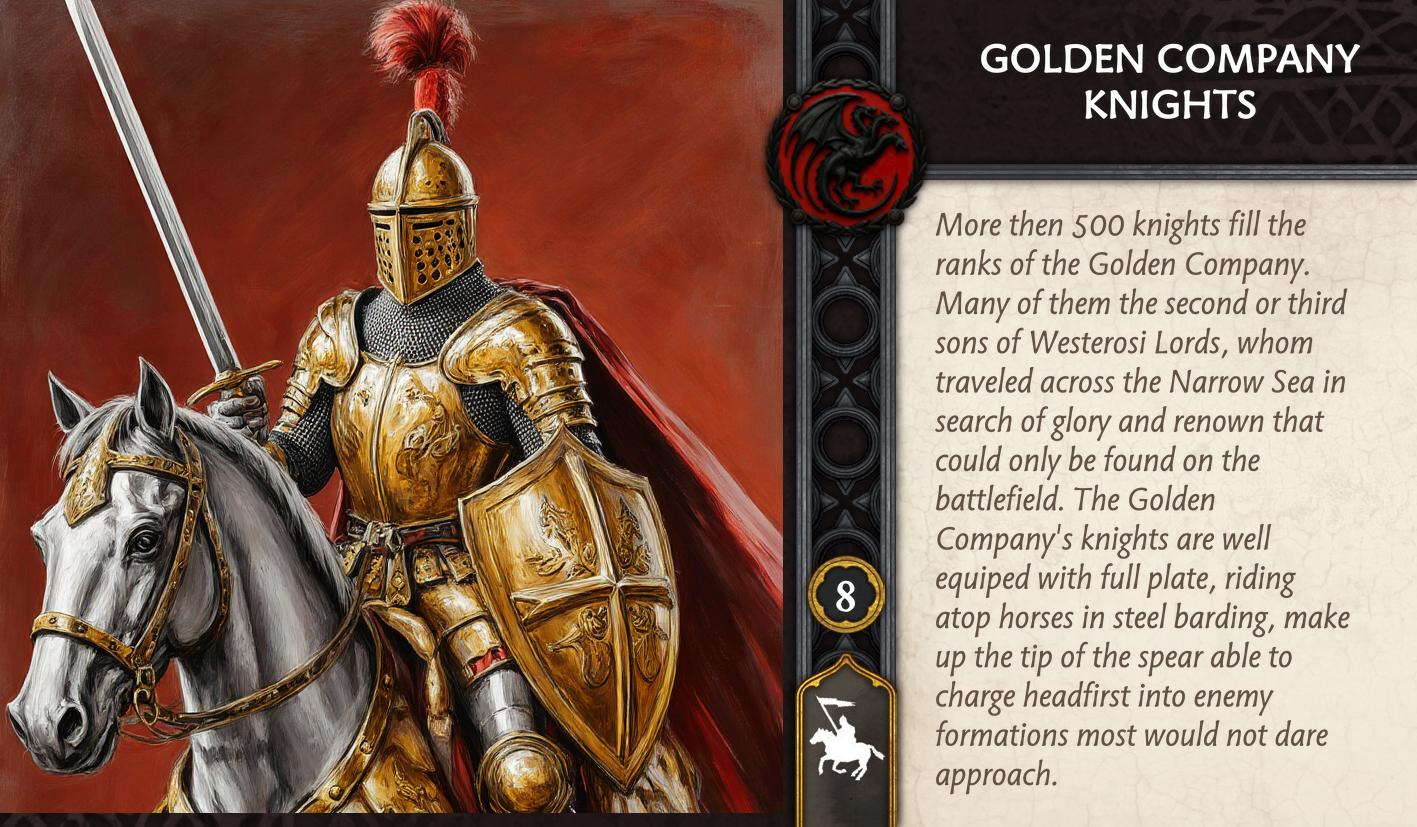 GOLDEN COMPANY
KNIGHTS
More then 500 knights fill the
ranks of the Golden Company.
Many of them the second or third
sons of Westerosi Lords, whom
traveled across the Narrow Sea in
search of glory and renown that
could only be found on the
battlefield. The Golden
Company's knights are well
equiped with full plate, riding
atop horses in steel barding, make
up the tip of the spear able to
charge headfirst into enemy
formations most would not dare
approach.
8